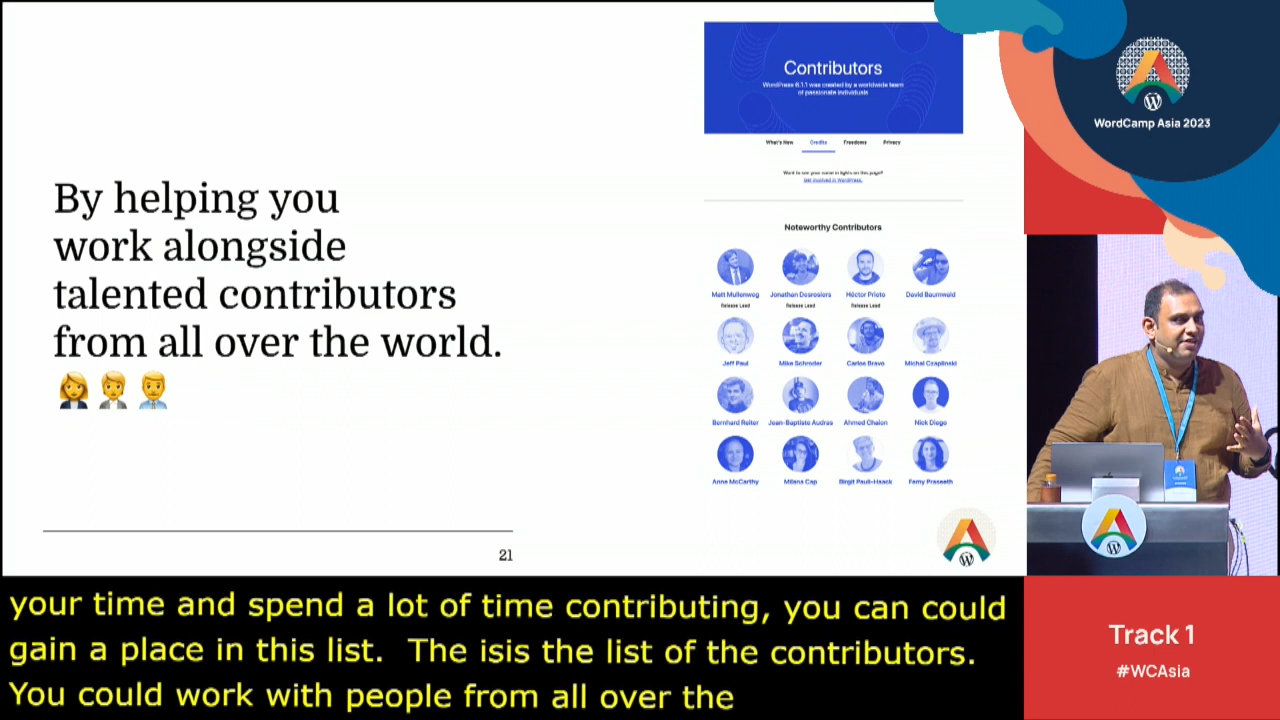 By helping you
work alongside
talented contributors
from all over the world.
21
Contributors
WordPress 6.1.1 was created by a worldwide team
of passionate individuals
What's New Credits Freedoms Privacy
Want to see your name in lights on this page?
Get involved in WordPress.
Noteworthy Contributors
Matt Mullenweg Jonathan Desrosiers Héctor Prieto David Baumwald
Release Lead Release Lead Release Lead
Jeff Paul Mike Schroder Carlos Bravo Michal Czaplinski
Bernhard Reiter Jean-Baptiste Audras Ahmed Chaion Nick Diego
Anne McCarthy Milana Cap Birgit Pauli-Haack Femy Praseeth
WordCamp Asia 2023
your time and spend a lot of time contributing, you can could
gain a place in this list.  The isis the list of the contributors.
You could work with people from all over the
Track 1
#WCAsia